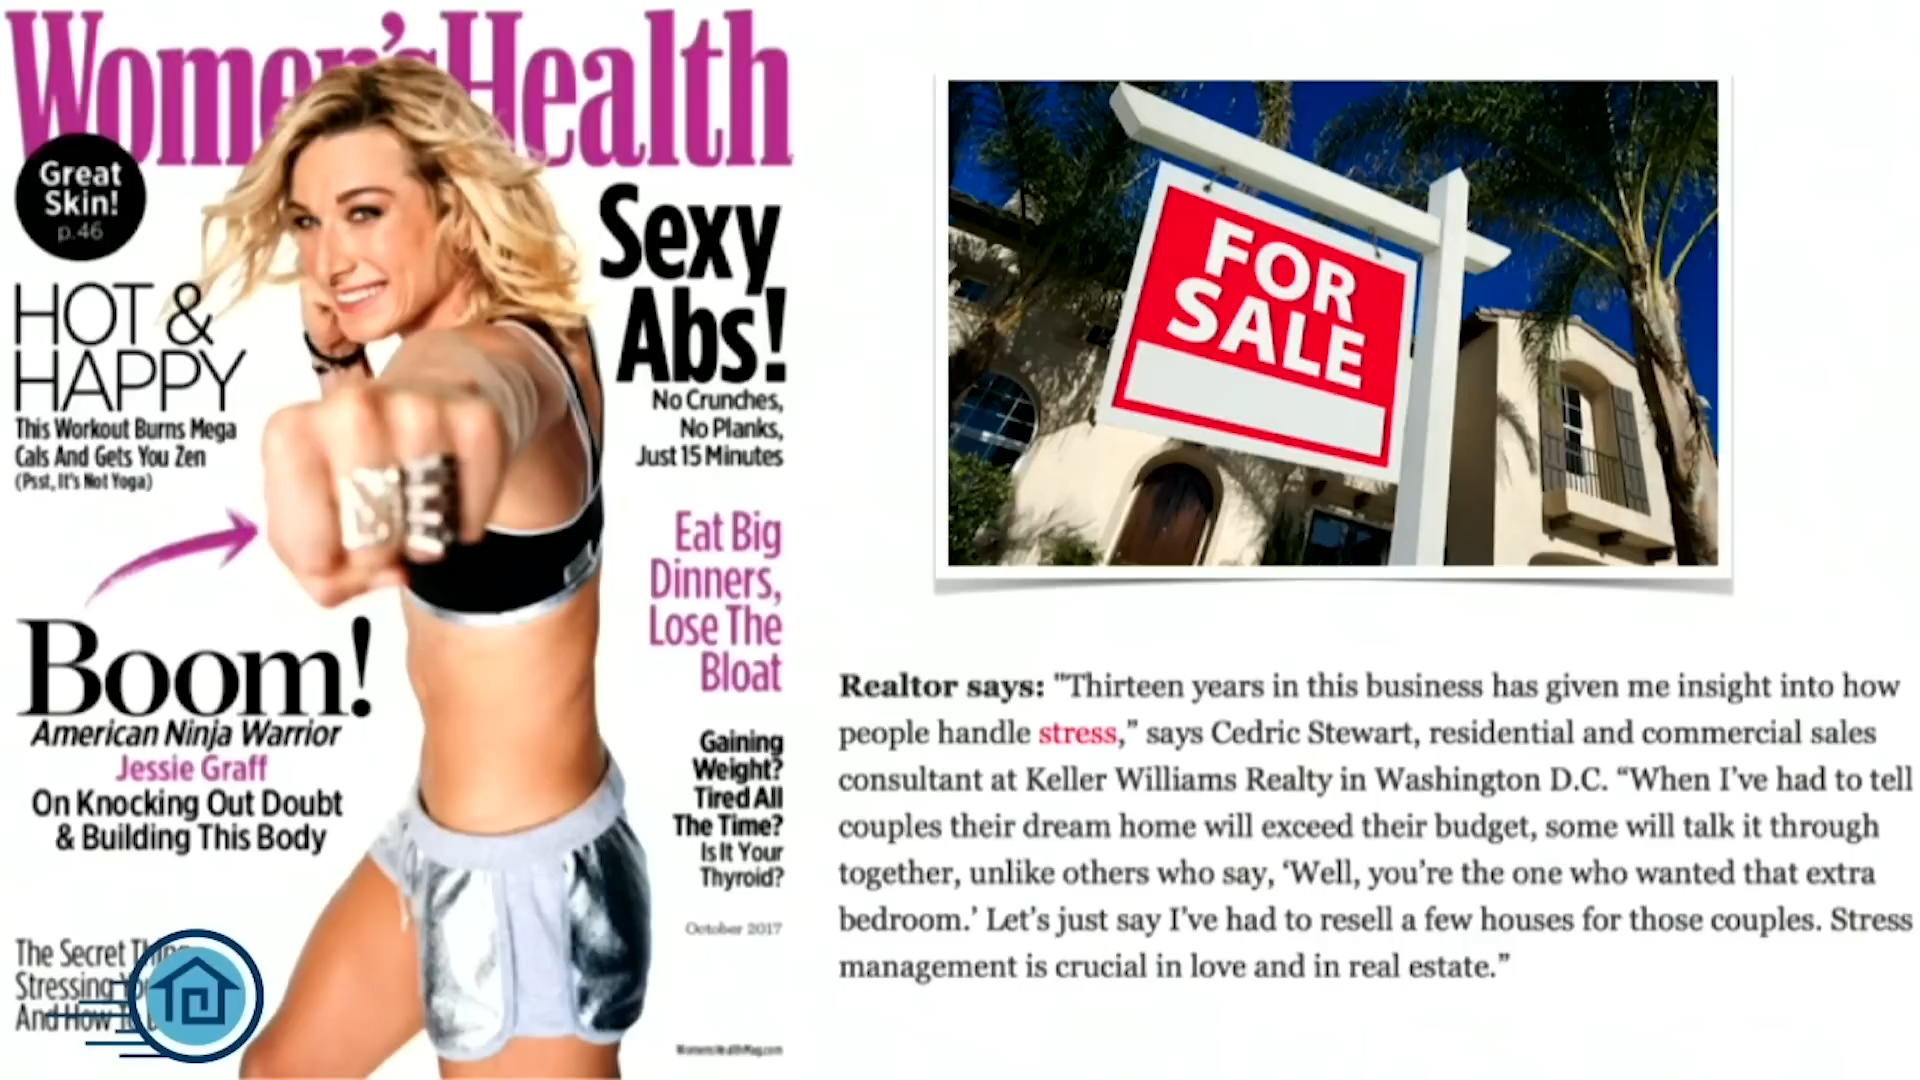 Women's Health
Great
Skin!
p.46
HOT &
HAPPY
This Workout Burns Mega
Cals And Gets You Zen
(Psst, It's Not Yoga)
Boom!
American Ninja Warrior
Jessie Graff
On Knocking Out Doubt
& Building This Body
The Secret
Stressing
And How
Sexy
Abs!
No Crunches,
No Planks,
Just 15 Minutes
Eat Big
Dinners,
Lose The
Bloat
Gaining
Weight?
Tired All
The Time?
Is It Your
Thyroid?
October 2017
WomensHealthMag.com
FOR
SALE
Realtor says: "Thirteen years in this business has given me insight into how
people handle stress,” says Cedric Stewart, residential and commercial sales
consultant at Keller Williams Realty in Washington D.C. “When I’ve had to tell
couples their dream home will exceed their budget, some will talk it through
together, unlike others who say, ‘Well, you’re the one who wanted that extra
bedroom.’ Let’s just say I’ve had to resell a few houses for those couples. Stress
management is crucial in love and in real estate.”